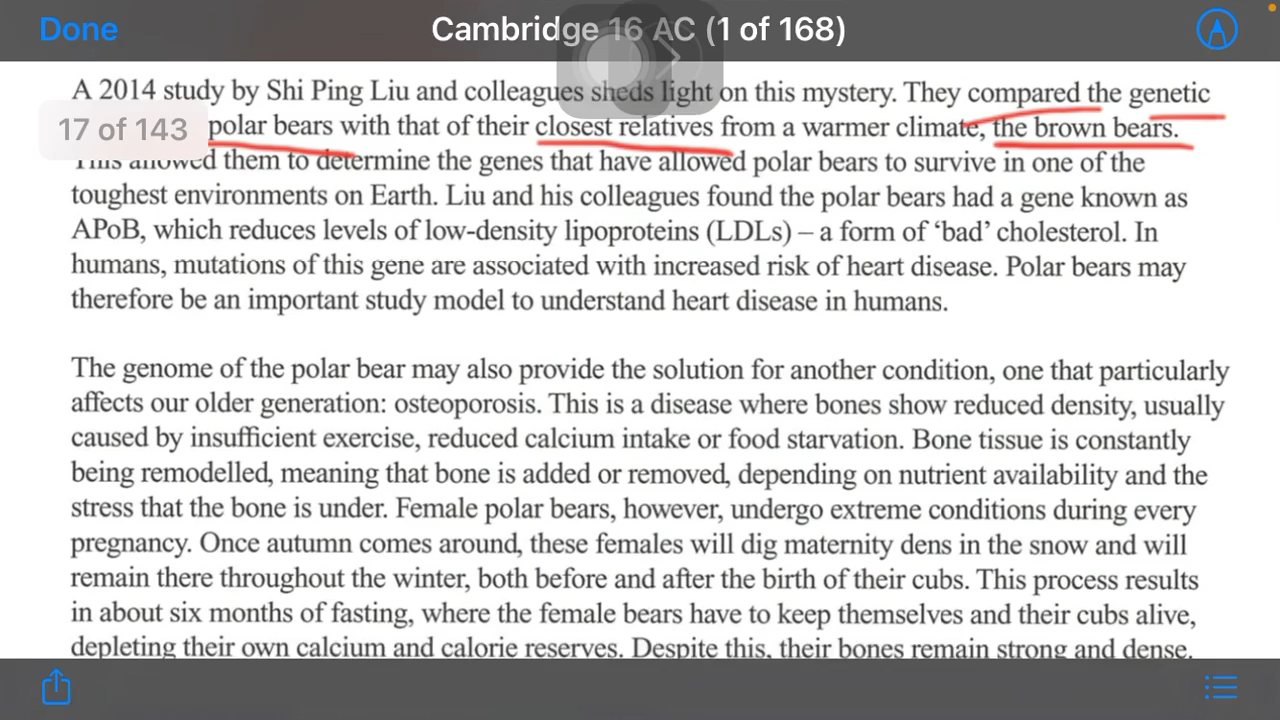 Done
Cambridge 16 AC (1 of 168)
A 2014 study by Shi Ping Liu and colleagues sheds light on this mystery. They compared the genetic
17 of 143
polar bears with that of their closest relatives from a warmer climate, the brown bears.
This allowed them to determine the genes that have allowed polar bears to survive in one of the
toughest environments on Earth. Liu and his colleagues found the polar bears had a gene known as
APoB, which reduces levels of low-density lipoproteins (LDLs) – a form of ‘bad’ cholesterol. In
humans, mutations of this gene are associated with increased risk of heart disease. Polar bears may
therefore be an important study model to understand heart disease in humans.
The genome of the polar bear may also provide the solution for another condition, one that particularly
affects our older generation: osteoporosis. This is a disease where bones show reduced density, usually
caused by insufficient exercise, reduced calcium intake or food starvation. Bone tissue is constantly
being remodelled, meaning that bone is added or removed, depending on nutrient availability and the
stress that the bone is under. Female polar bears, however, undergo extreme conditions during every
pregnancy. Once autumn comes around, these females will dig maternity dens in the snow and will
remain there throughout the winter, both before and after the birth of their cubs. This process results
in about six months of fasting, where the female bears have to keep themselves and their cubs alive,
depleting their own calcium and calorie reserves. Despite this, their bones remain strong and dense.